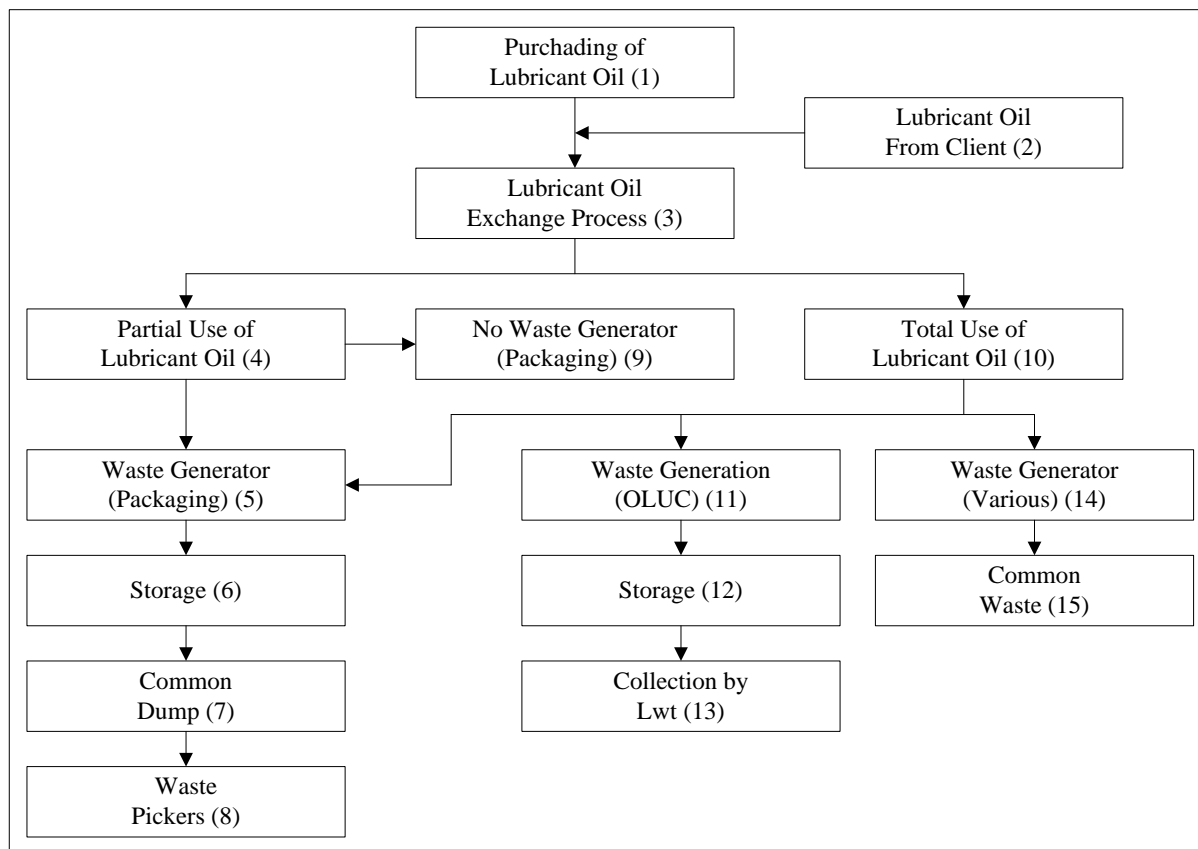 Purchading of
Lubricant Oil (1)
Lubricant Oil
From Client (2)
Lubricant Oil
Exchange Process (3)
Partial Use of
Lubricant Oil (4)
No Waste Generator
(Packaging) (9)
Total Use of
Lubricant Oil (10)
Waste Generator
(Packaging) (5)
Waste Generation
(OLUC) (11)
Waste Generator
(Various) (14)
Storage (6)
Storage (12)
Common
Waste (15)
Common
Dump (7)
Collection by
Lwt (13)
Waste
Pickers (8)